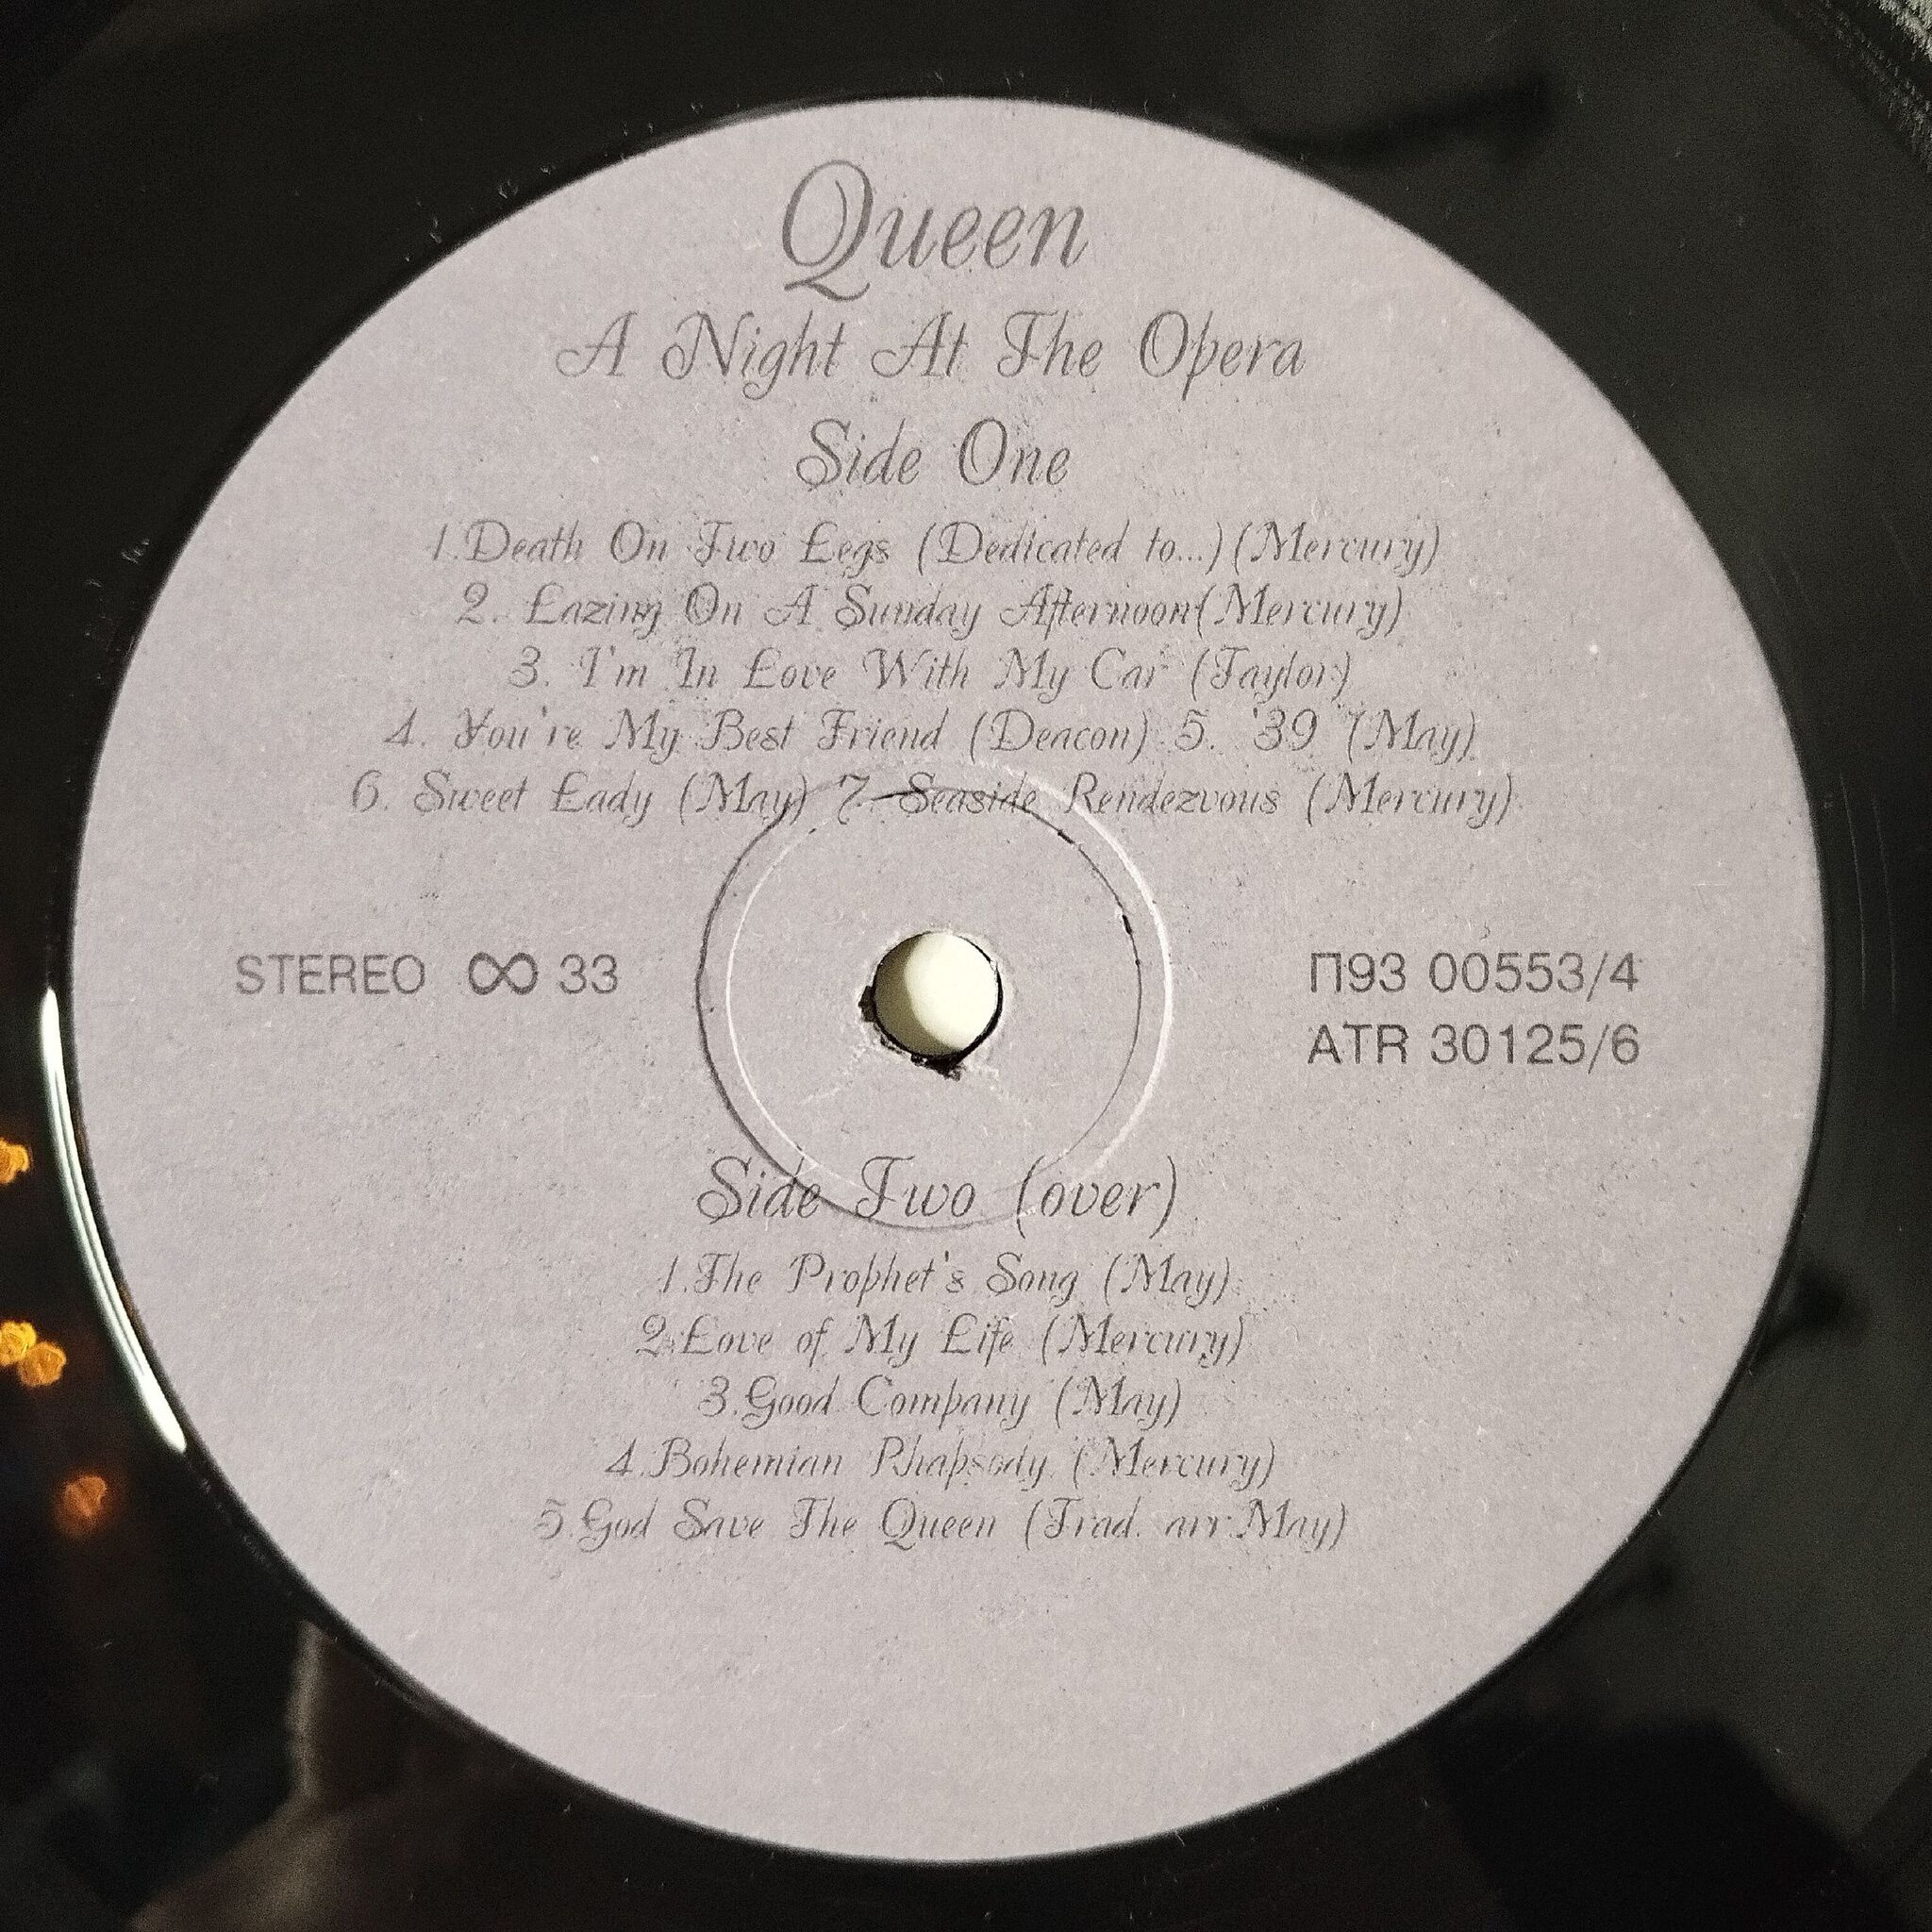 Queen
A Night At The Opera
Side One
1.Death On Two Legs (Dedicated to...)(Mercury)
2. Lazing On A Sunday Afternoon(Mercury)
3. I'm In Love With My Car (Taylor)
4. You're My Best Friend (Deacon) 5. '39 (May)
6. Sweet Lady (May) 7. Seaside Rendezvous (Mercury)
STEREO ∞ 33
П93 00553/4
ATR 30125/6
Side Two (over)
1.The Prophet's Song (May)
2.Love of My Life (Mercury)
3.Good Company (May)
4.Bohemian Rhapsody (Mercury)
5.God Save The Queen (Trad. arr.May)